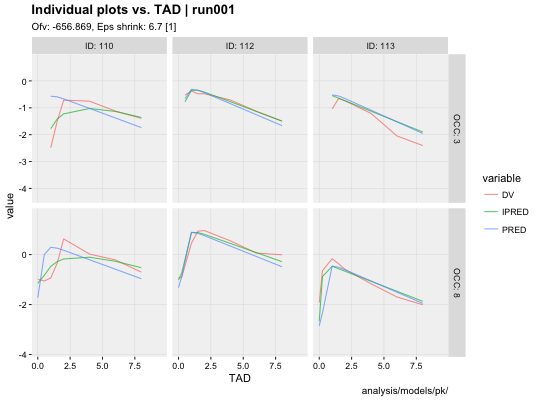 Individual plots vs. TAD | run001
Ofv: -656.869, Eps shrink: 6.7 [1]
ID: 110 ID: 112 ID: 113
0
-1
-2
-3
-4
OCC: 3
0
-2
-4
OCC: 8
value
0.0 2.5 5.0 7.5 0.0 2.5 5.0 7.5 0.0 2.5 5.0 7.5
TAD
variable
DV
IPRED
PRED
analysis/models/pk/